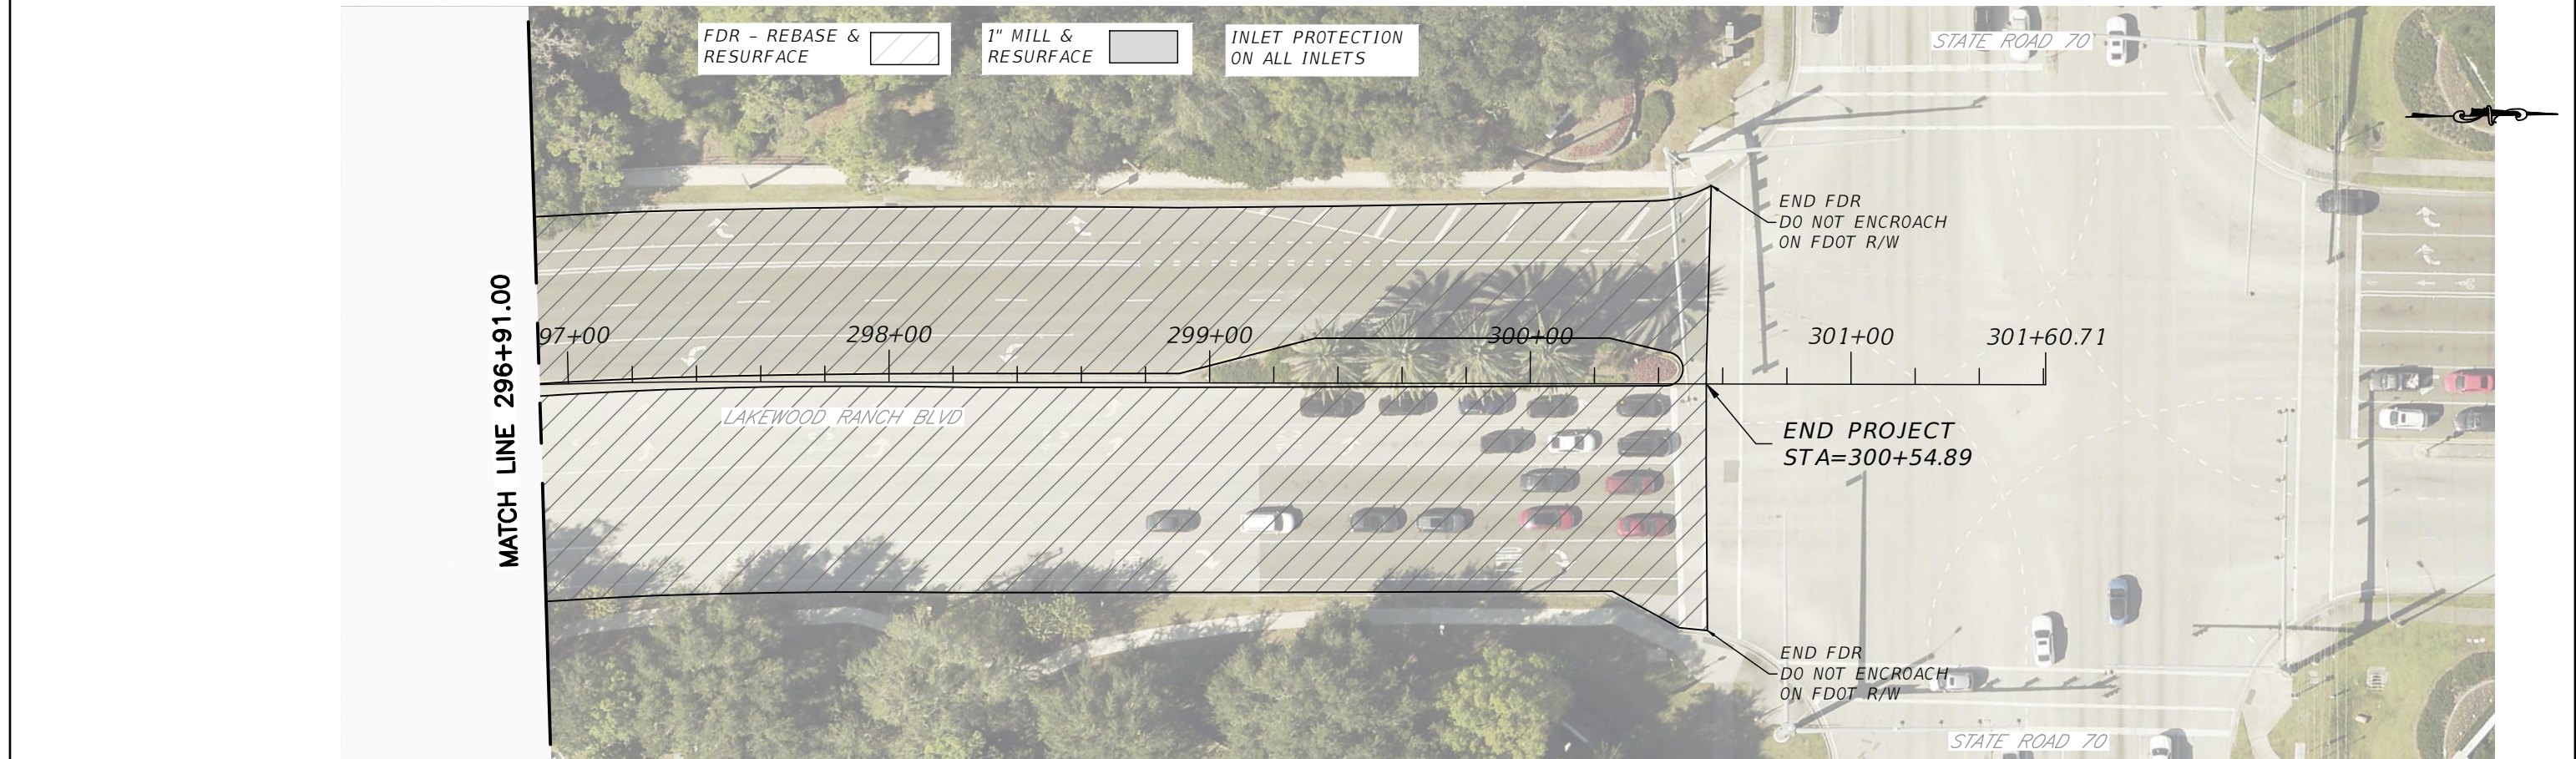 FDR - REBASE &
RESURFACE
1" MILL &
RESURFACE
INLET PROTECTION
ON ALL INLETS
STATE ROAD 70
END FDR
DO NOT ENCROACH
ON FDOT R/W
MATCH LINE 296+91.00
97+00
298+00
299+00
300+00
301+00
301+60.71
LAKEWOOD RANCH BLVD
END PROJECT
STA=300+54.89
END FDR
DO NOT ENCROACH
ON FDOT R/W
STATE ROAD 70